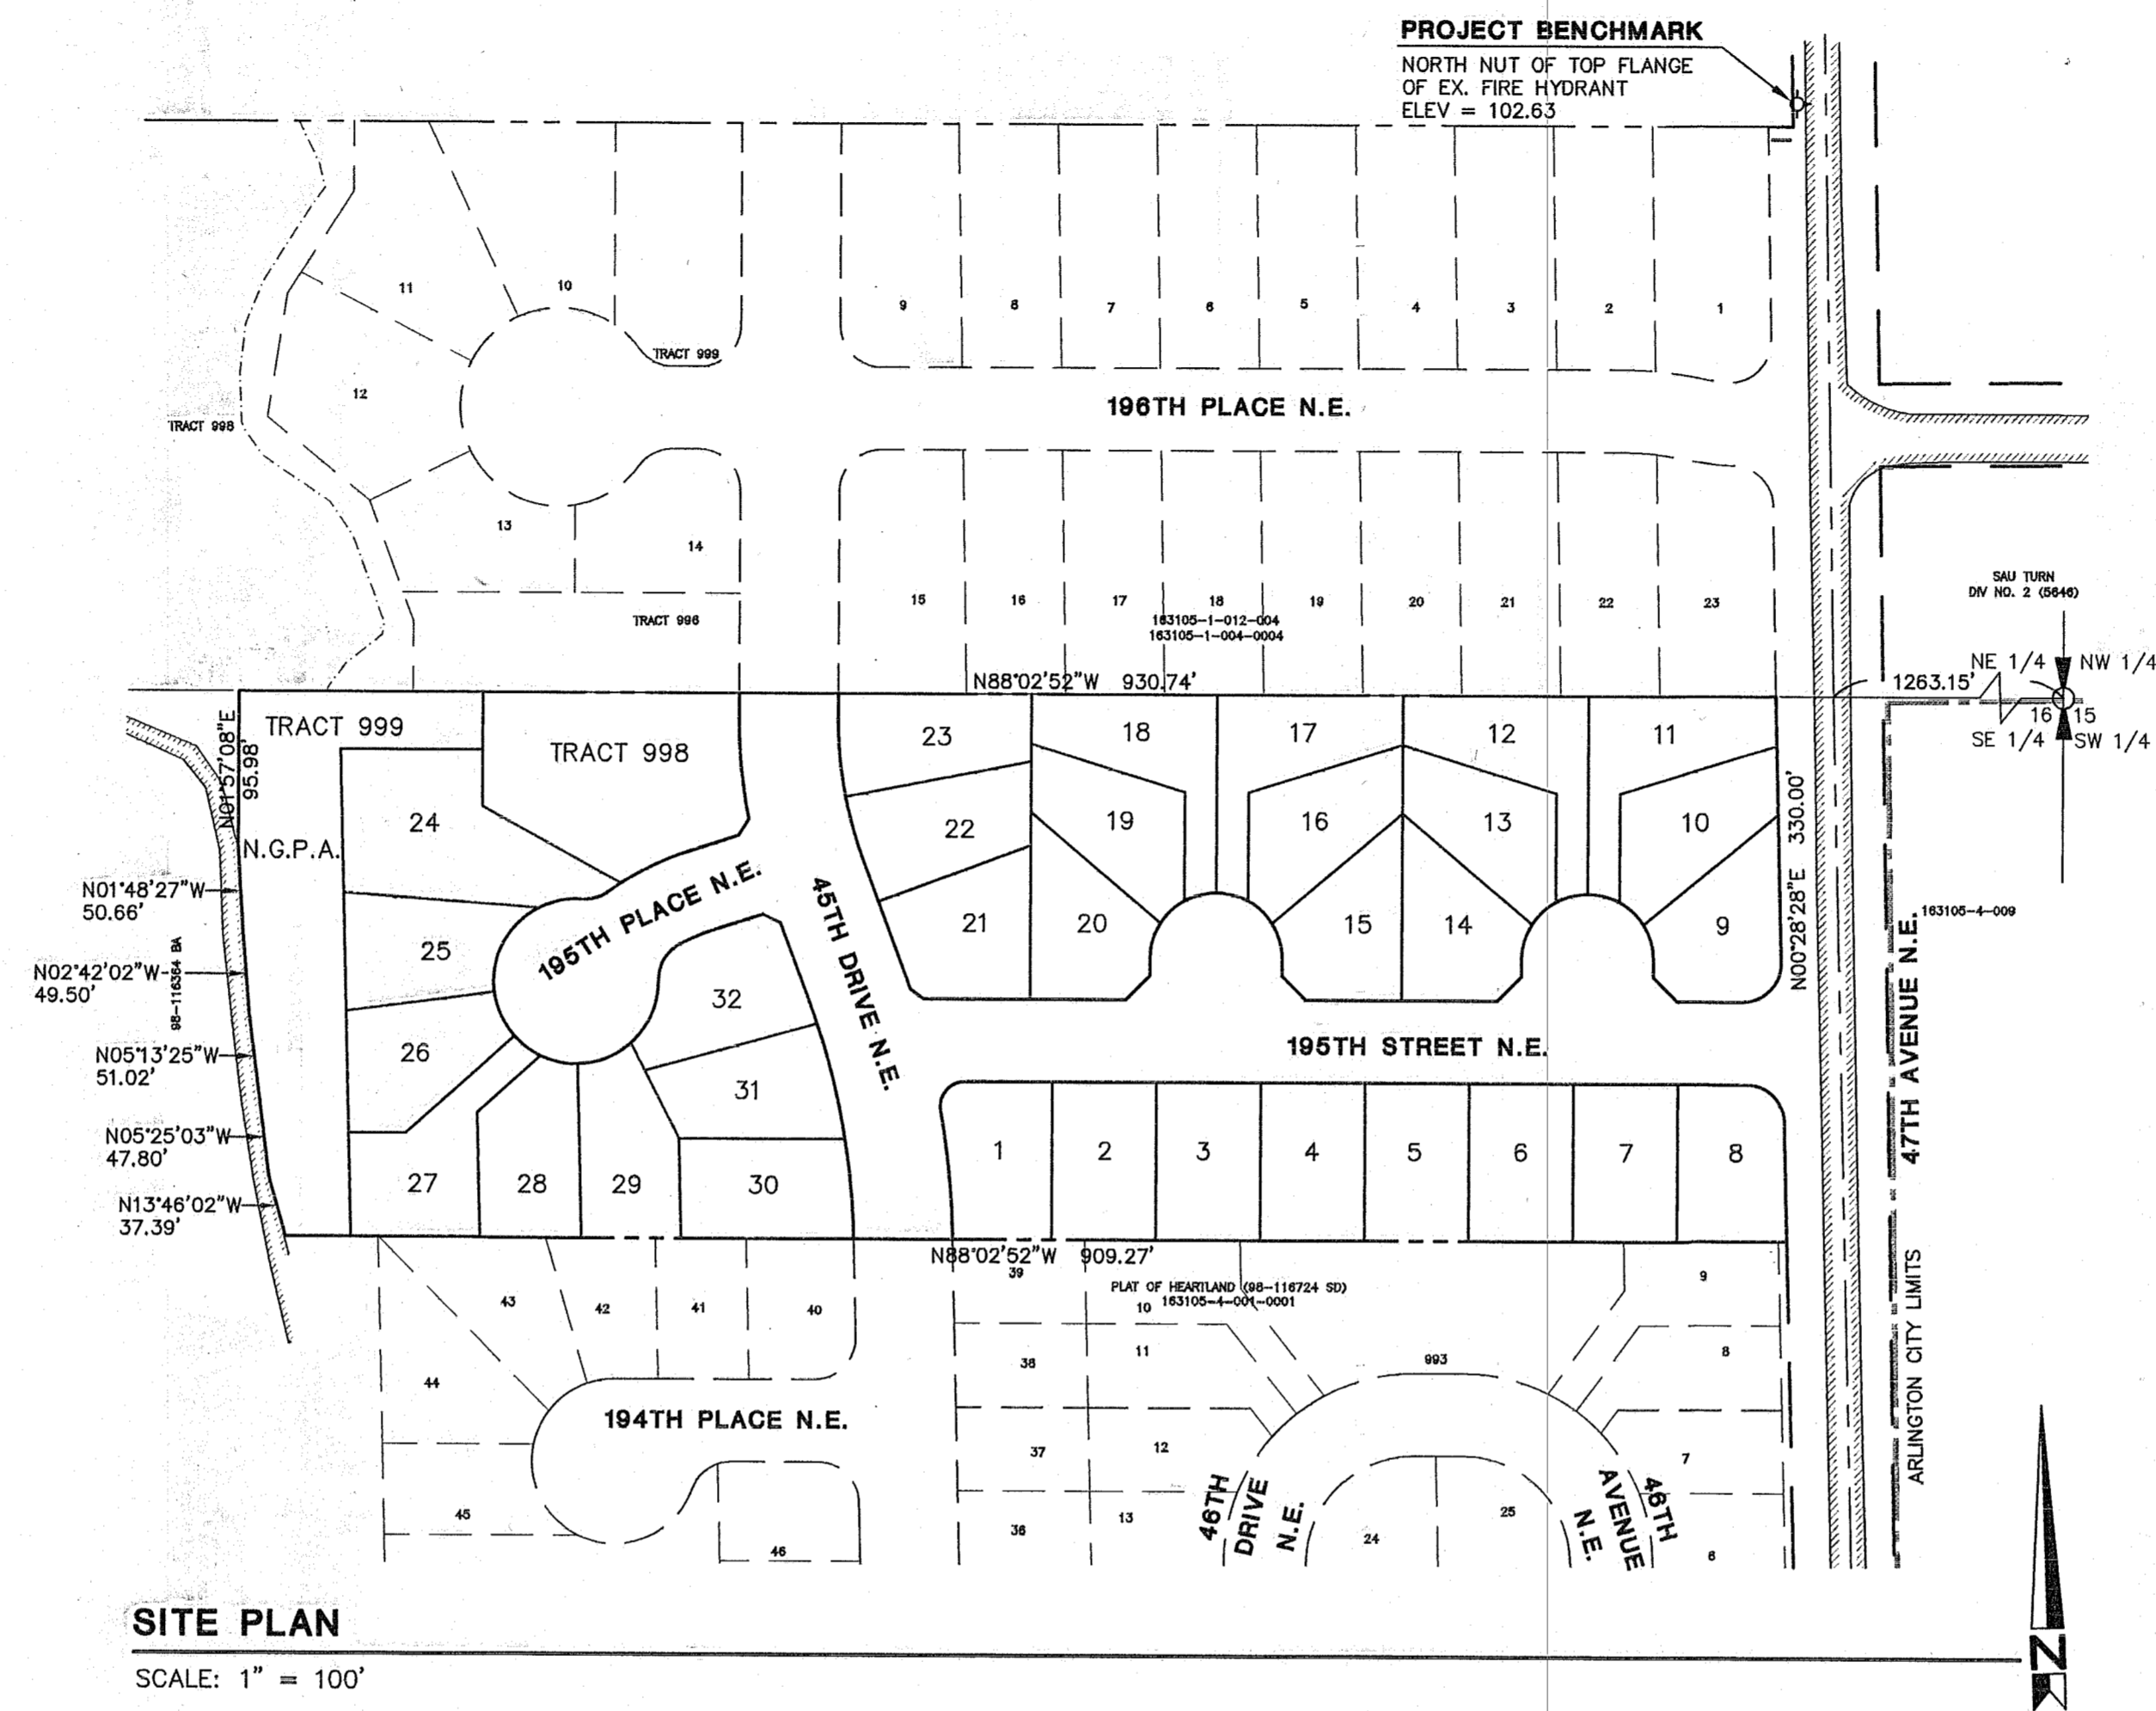 PROJECT BENCHMARK
NORTH NUT OF TOP FLANGE
OF EX. FIRE HYDRANT
ELEV = 102.63
11
10
9
8
7
6
5
4
3
2
1
TRACT 999
12
196TH PLACE N.E.
TRACT 998
13
14
15
16
17
18
19
20
21
22
23
163105-1-012-004
163105-1-004-0004
TRACT 996
SAU TURN
DIV NO. 2 (5646)
NE 1/4
NW 1/4
1263.15'
16
15
SE 1/4
SW 1/4
N88°02'52"W 930.74'
N01°57'08"E
95.98'
TRACT 999
TRACT 998
23
18
17
12
11
24
22
19
16
13
10
N00°28'28"E 330.00'
N.G.P.A.
195TH PLACE N.E.
45TH DRIVE N.E.
N01°48'27"W
50.66'
25
21
20
15
14
9
163105-4-009
47TH AVENUE N.E.
N02°42'02"W
49.50'
98-116364 BA
32
195TH STREET N.E.
N05°13'25"W
51.02'
26
31
N05°25'03"W
47.80'
1
2
3
4
5
6
7
8
27
28
29
30
N13°46'02"W
37.39'
N88°02'52"W 909.27'
39
PLAT OF HEARTLAND (98-116724 SD)
163105-4-001-0001
10
9
43
42
41
40
38
11
993
8
44
194TH PLACE N.E.
37
12
7
ARLINGTON CITY LIMITS
45
46
36
13
46TH
DRIVE
N.E.
24
25
46TH
AVENUE
N.E.
6
SITE PLAN
SCALE: 1" = 100'
N